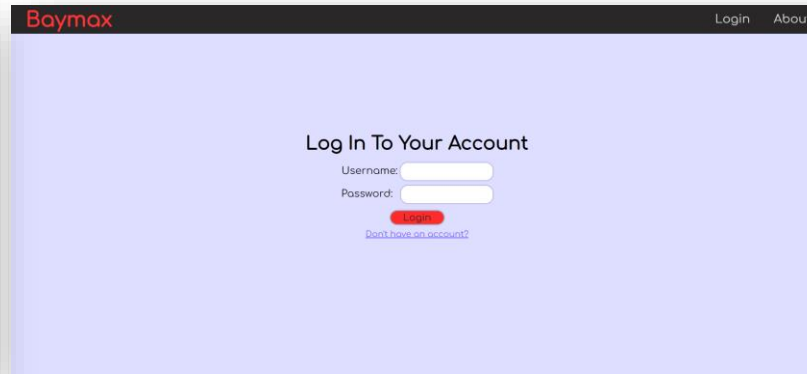 Baymax Login Abou
Log In To Your Account
Username:
Password:
Login
Don't have an account?